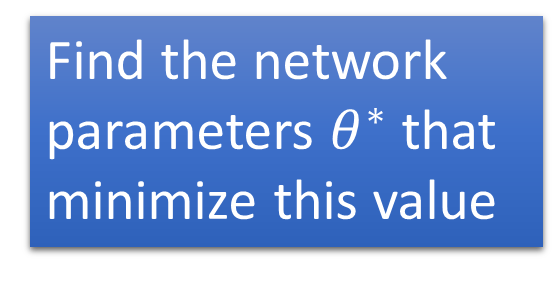 Find the network
parameters θ* that
minimize this value